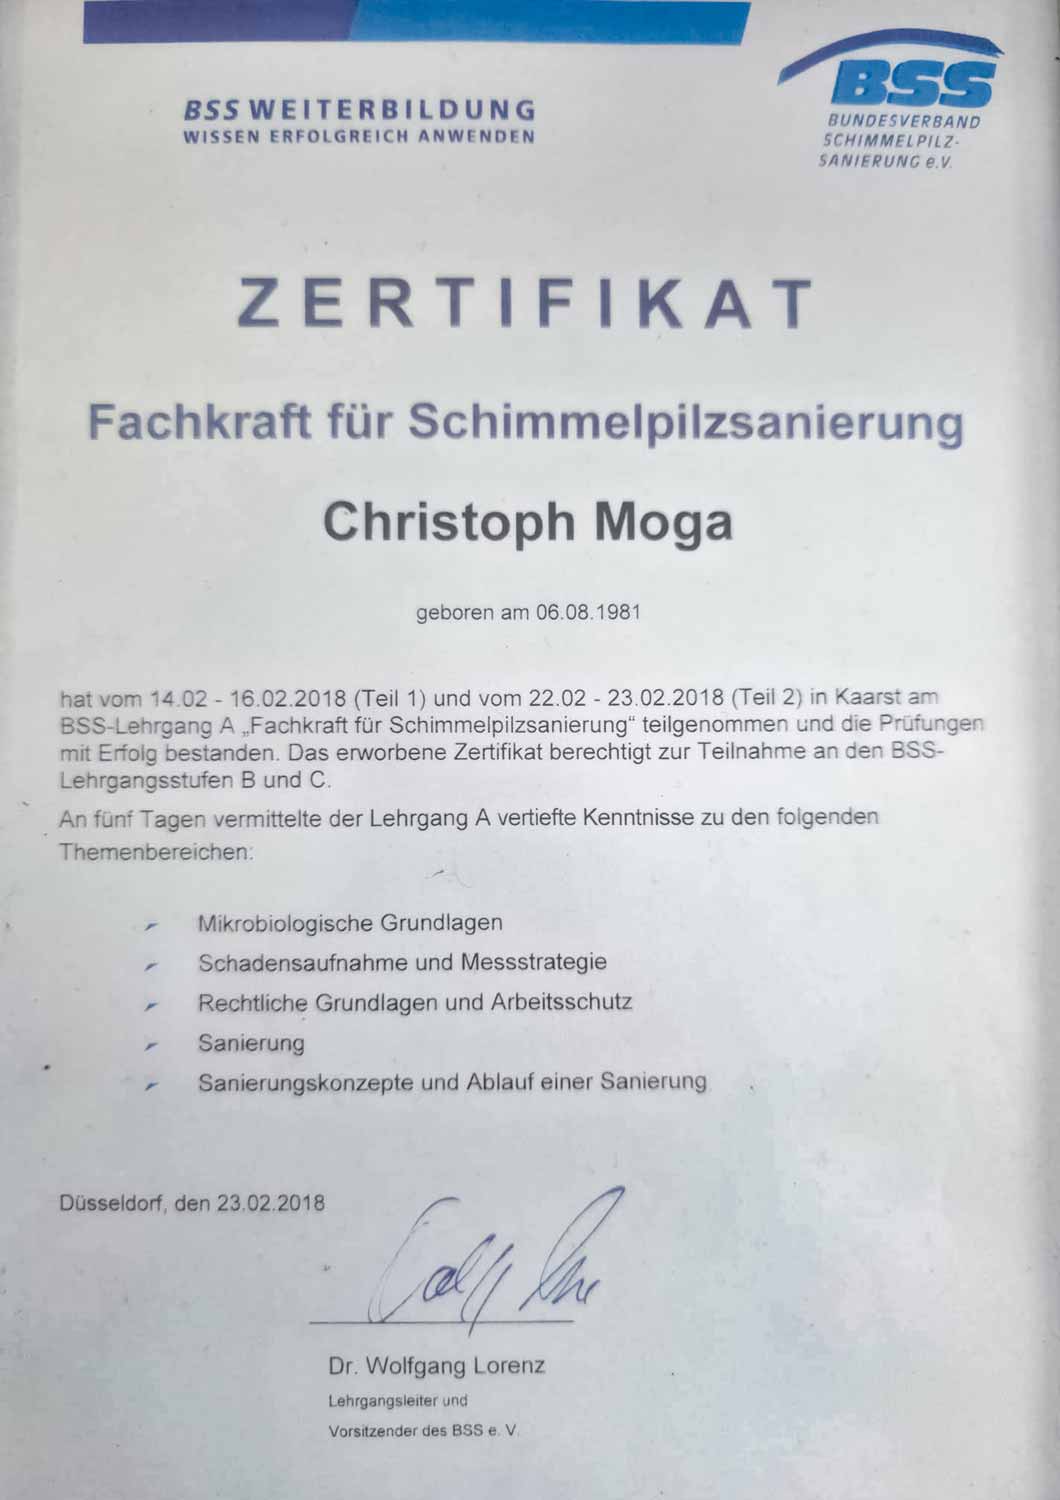 BSS WEITERBILDUNG
WISSEN ERFOLGREICH ANWENDEN
BSS
BUNDESVERBAND
SCHIMMELPILZ-
SANIERUNG e.V.
ZERTIFIKAT
Fachkraft für Schimmelpilzsanierung
Christoph Moga
geboren am 06.08.1981
hat vom 14.02 - 16.02.2018 (Teil 1) und vom 22.02 - 23.02.2018 (Teil 2) in Kaarst am
BSS-Lehrgang A „Fachkraft für Schimmelpilzsanierung“ teilgenommen und die Prüfungen
mit Erfolg bestanden. Das erworbene Zertifikat berechtigt zur Teilnahme an den BSS-
Lehrgangsstufen B und C.
An fünf Tagen vermittelte der Lehrgang A vertiefte Kenntnisse zu den folgenden
Themenbereichen:
Mikrobiologische Grundlagen
Schadensaufnahme und Messstrategie
Rechtliche Grundlagen und Arbeitsschutz
Sanierung
Sanierungskonzepte und Ablauf einer Sanierung
Düsseldorf, den 23.02.2018
Dr. Wolfgang Lorenz
Lehrgangsleiter und
Vorsitzender des BSS e. V.